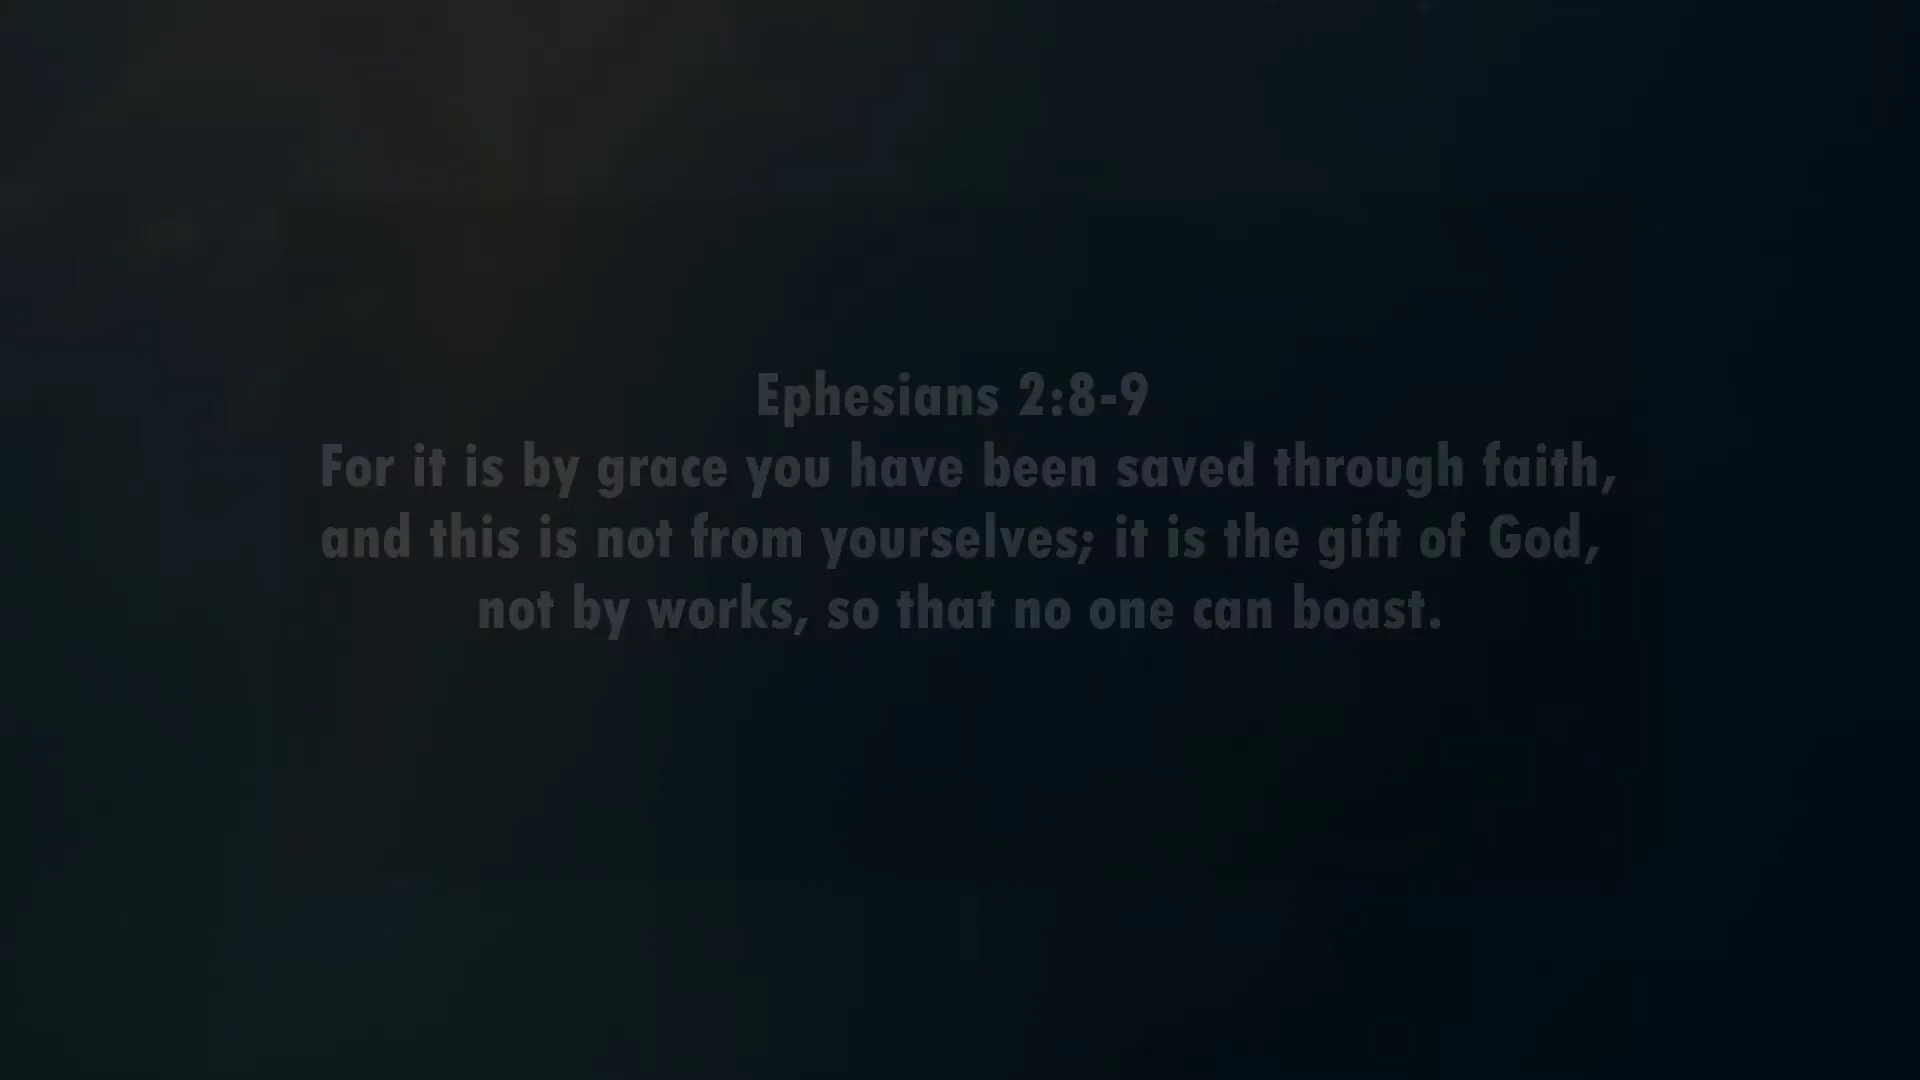 Ephesians 2:8-9
For it is by grace you have been saved through faith,
and this is not from yourselves; it is the gift of God,
not by works, so that no one can boast.